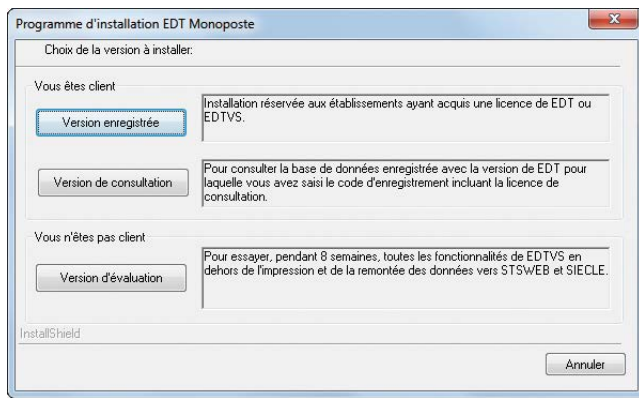 Programme d'installation EDT Monoposte
Choix de la version à installer:
Vous êtes client
Version enregistrée
Installation réservée aux établissements ayant acquis une licence de EDT ou
EDTVS.
Version de consultation
Pour consulter la base de données enregistrée avec la version de EDT pour
laquelle vous avez saisi le code d'enregistrement incluant la licence de
consultation.
Vous n'êtes pas client
Version d'évaluation
Pour essayer, pendant 8 semaines, toutes les fonctionnalités de EDTVS en
dehors de l'impression et de la remontée des données vers STSWEB et SIECLE.
InstallShield
Annuler